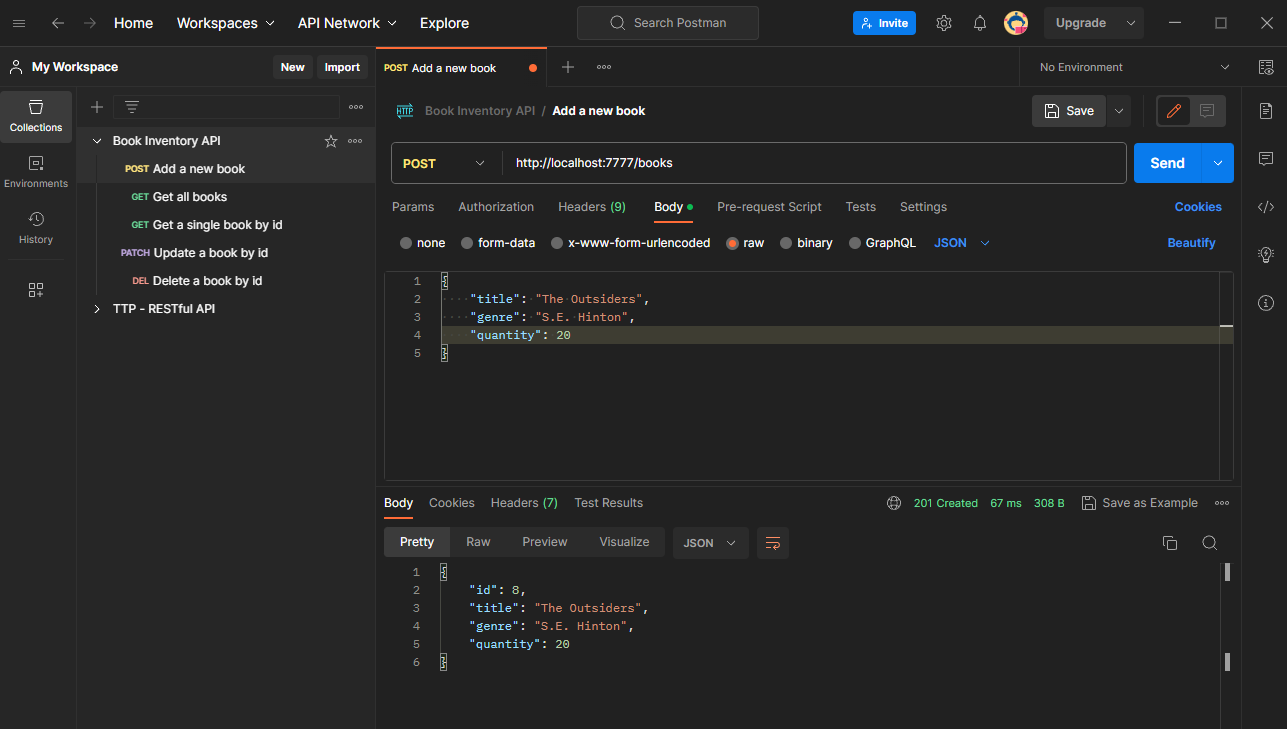 Home Workspaces API Network Explore Search Postman Invite Upgrade
My Workspace New Import POST Add a new book No Environment
Collections
Environments
History
Book Inventory API
POST Add a new book
GET Get all books
GET Get a single book by id
PATCH Update a book by id
DEL Delete a book by id
TTP - RESTful API
HTTP Book Inventory API / Add a new book Save
POST http://localhost:7777/books Send
Params Authorization Headers (9) Body Pre-request Script Tests Settings Cookies
none form-data x-www-form-urlencoded raw binary GraphQL JSON Beautify
1 {
2 "title": "The Outsiders",
3 "genre": "S.E. Hinton",
4 "quantity": 20
5 }
Body Cookies Headers (7) Test Results 201 Created 67 ms 308 B Save as Example
Pretty Raw Preview Visualize JSON
1 {
2 "id": 8,
3 "title": "The Outsiders",
4 "genre": "S.E. Hinton",
5 "quantity": 20
6 }